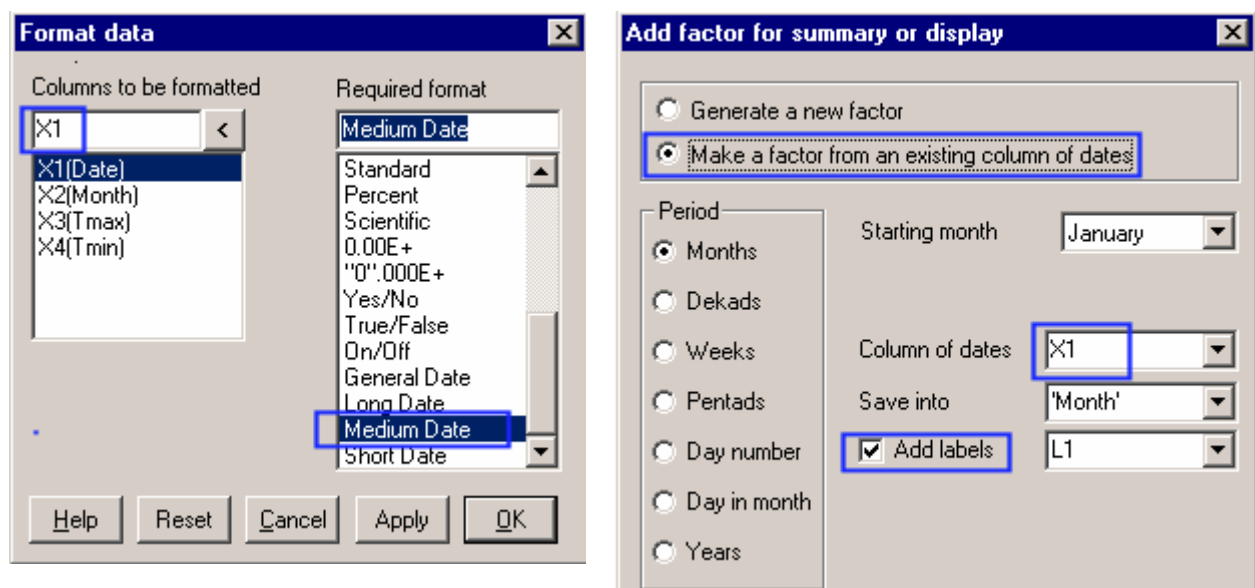 Format data
Columns to be formatted
X1
<
X1(Date)
X2(Month)
X3(Tmax)
X4(Tmin)
Required format
Medium Date
Standard
Percent
Scientific
0.00E+
"0".000E+
Yes/No
True/False
On/Off
General Date
Long Date
Medium Date
Short Date
Help
Reset
Cancel
Apply
OK
Add factor for summary or display
Generate a new factor
Make a factor from an existing column of dates
Period
Months
Dekads
Weeks
Pentads
Day number
Day in month
Years
Starting month January
Column of dates X1
Save into 'Month'
Add labels L1